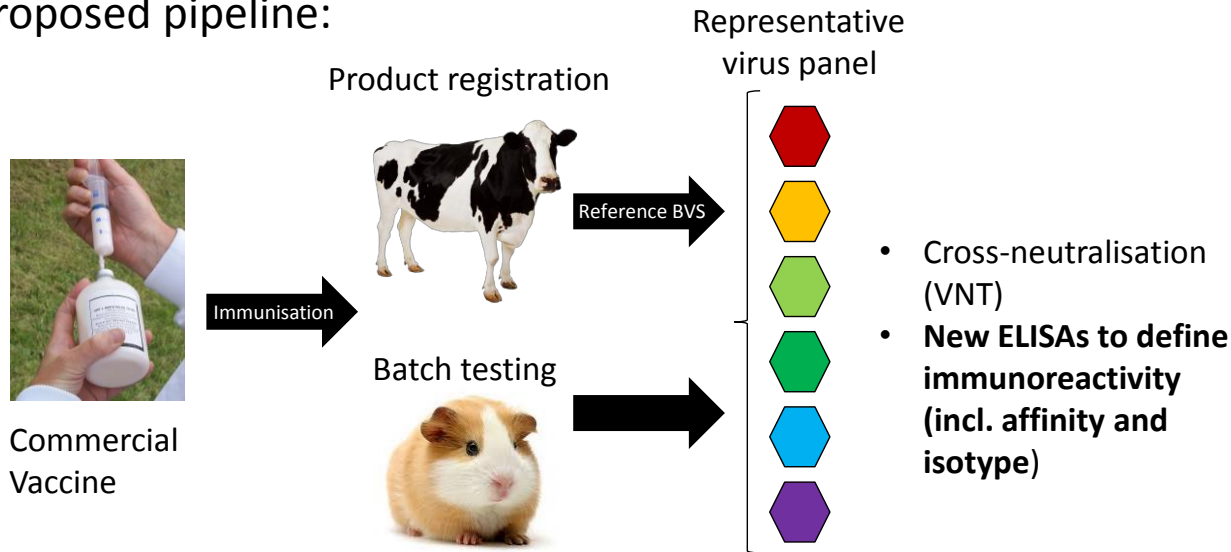 roposed pipeline:
Representative
virus panel
Product registration
Reference BVS
Immunisation
Batch testing
Commercial
Vaccine
• Cross-neutralisation
(VNT)
• New ELISAs to define
immunoreactivity
(incl. affinity and
isotype)